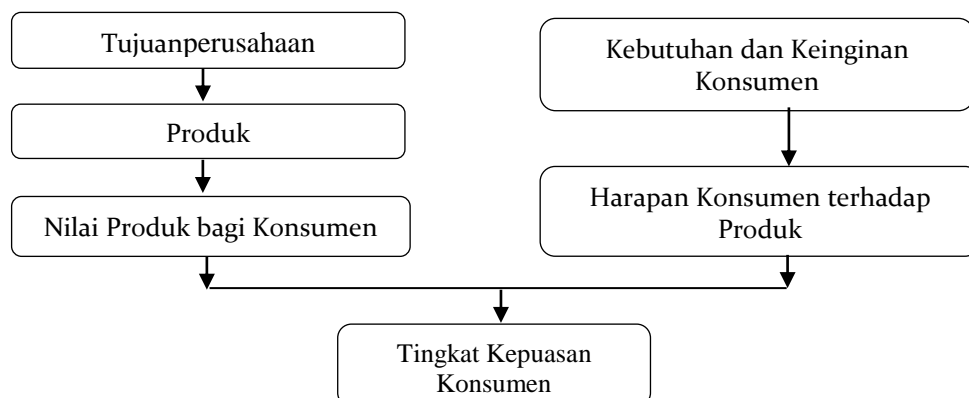 Tujuanperusahaan
Produk
Nilai Produk bagi Konsumen
Kebutuhan dan Keinginan
Konsumen
Harapan Konsumen terhadap
Produk
Tingkat Kepuasan
Konsumen